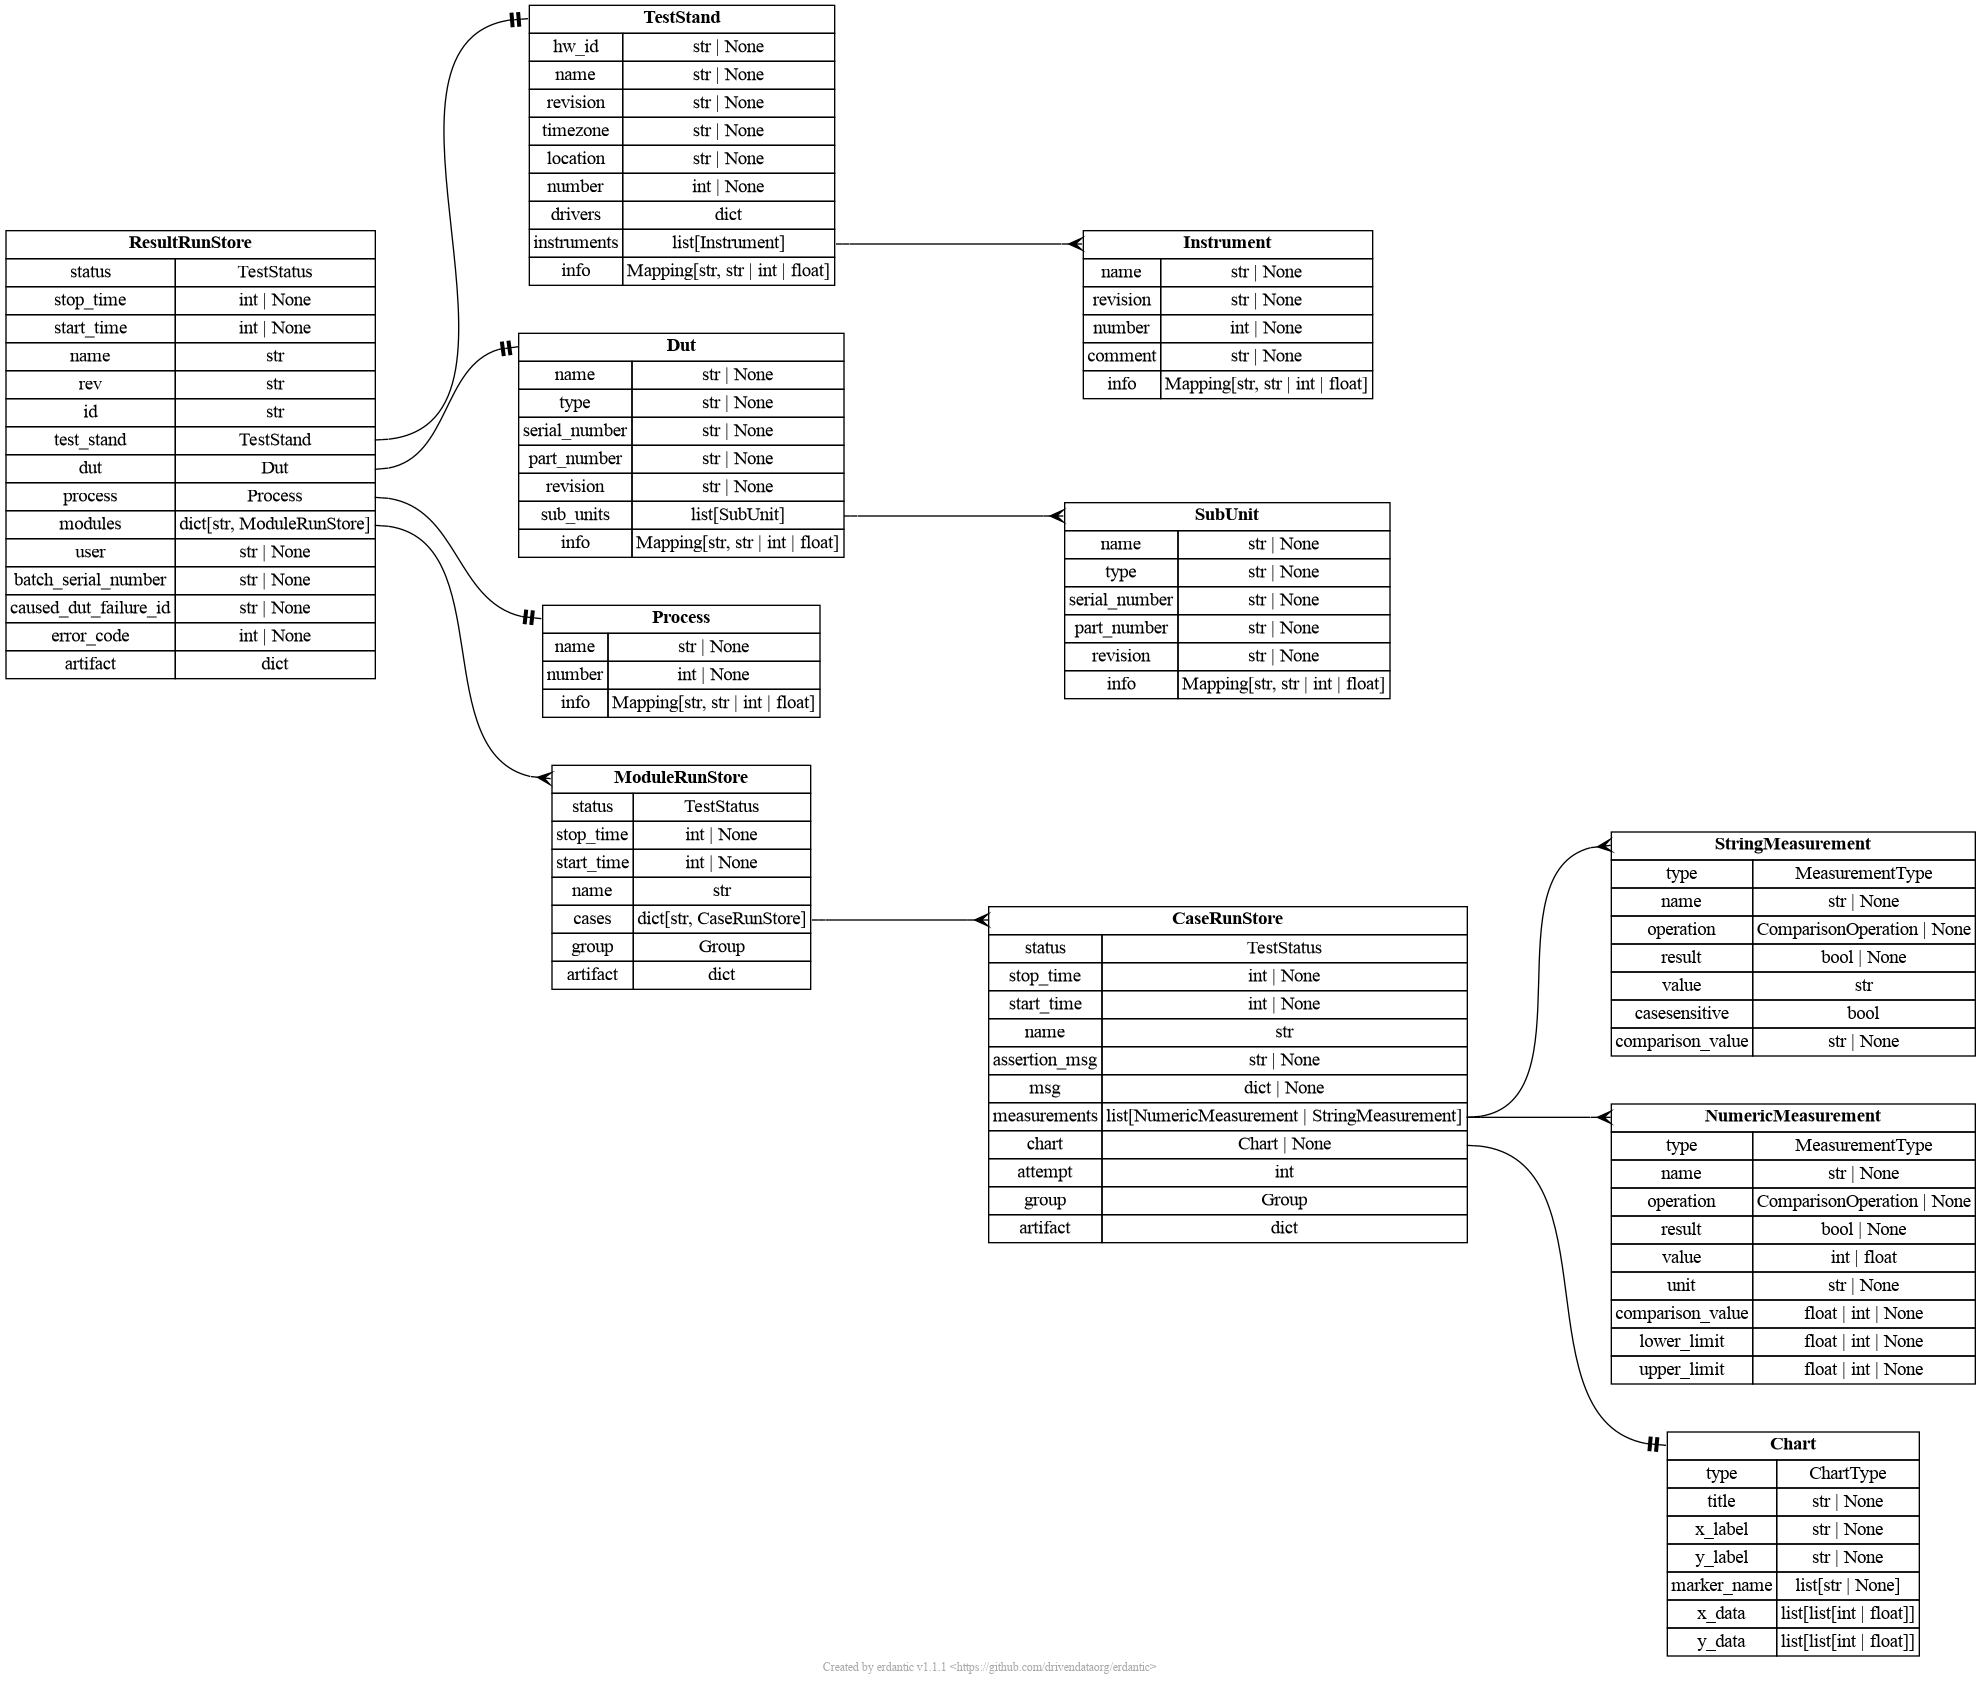 ResultRunStore
status TestStatus
stop_time int | None
start_time int | None
name str
rev str
id str
test_stand TestStand
dut Dut
process Process
modules dict[str, ModuleRunStore]
user str | None
batch_serial_number str | None
caused_dut_failure_id str | None
error_code int | None
artifact dict
TestStand
hw_id str | None
name str | None
revision str | None
timezone str | None
location str | None
number int | None
drivers dict
instruments list[Instrument]
info Mapping[str, str | int | float]
Instrument
name str | None
revision str | None
number int | None
comment str | None
info Mapping[str, str | int | float]
Dut
name str | None
type str | None
serial_number str | None
part_number str | None
revision str | None
sub_units list[SubUnit]
info Mapping[str, str | int | float]
SubUnit
name str | None
type str | None
serial_number str | None
part_number str | None
revision str | None
info Mapping[str, str | int | float]
Process
name str | None
number int | None
info Mapping[str, str | int | float]
ModuleRunStore
status TestStatus
stop_time int | None
start_time int | None
name str
cases dict[str, CaseRunStore]
group Group
artifact dict
CaseRunStore
status TestStatus
stop_time int | None
start_time int | None
name str
assertion_msg str | None
msg dict | None
measurements list[NumericMeasurement | StringMeasurement]
chart Chart | None
attempt int
group Group
artifact dict
StringMeasurement
type MeasurementType
name str | None
operation ComparisonOperation | None
result bool | None
value str
casesensitive bool
comparison_value str | None
NumericMeasurement
type MeasurementType
name str | None
operation ComparisonOperation | None
result bool | None
value int | float
unit str | None
comparison_value float | int | None
lower_limit float | int | None
upper_limit float | int | None
Chart
type ChartType
title str | None
x_label str | None
y_label str | None
marker_name list[str | None]
x_data list[list[int | float]]
y_data list[list[int | float]]
Created by erdantic v1.1.1 <https://github.com/drivendataorg/erdantic>